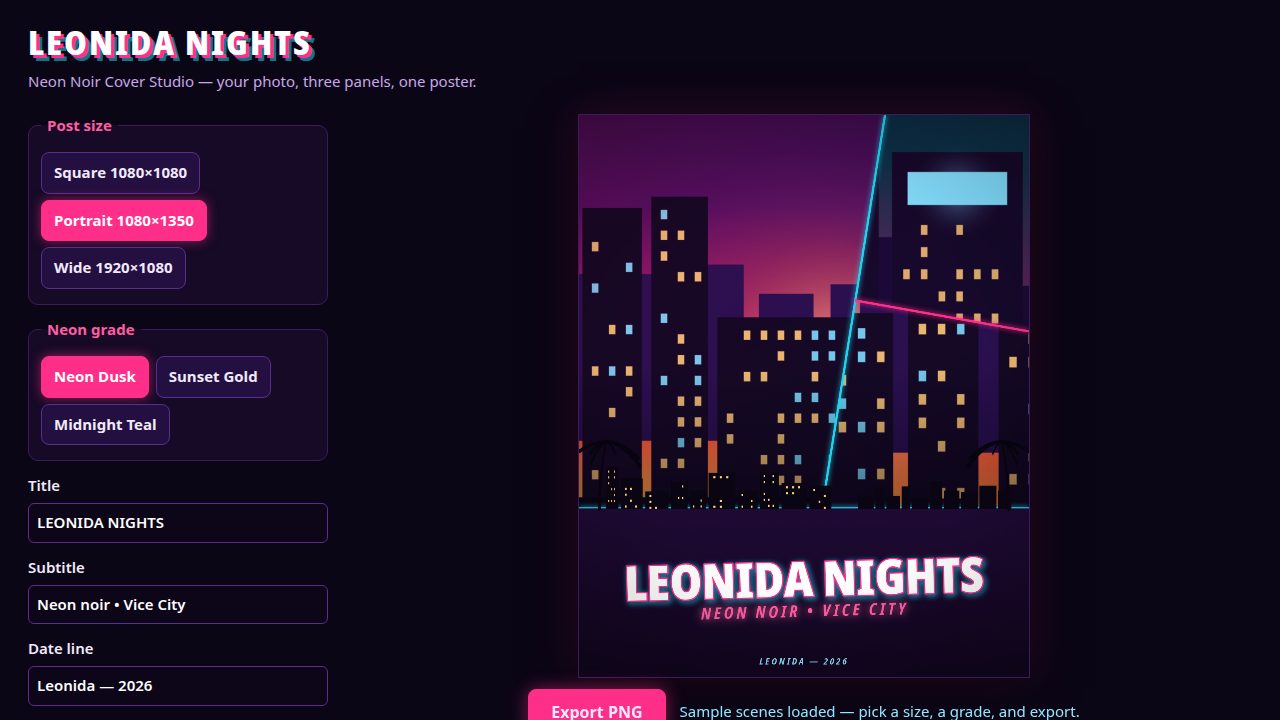 LEONIDA NIGHTS
Neon Noir Cover Studio — your photo, three panels, one poster.
Post size
Square 1080×1080
Portrait 1080×1350
Wide 1920×1080
Neon grade
Neon Dusk
Sunset Gold
Midnight Teal
Title
LEONIDA NIGHTS
Subtitle
Neon noir • Vice City
Date line
Leonida — 2026
LEONIDA NIGHTS
NEON NOIR • VICE CITY
LEONIDA — 2026
Export PNG
Sample scenes loaded — pick a size, a grade, and export.